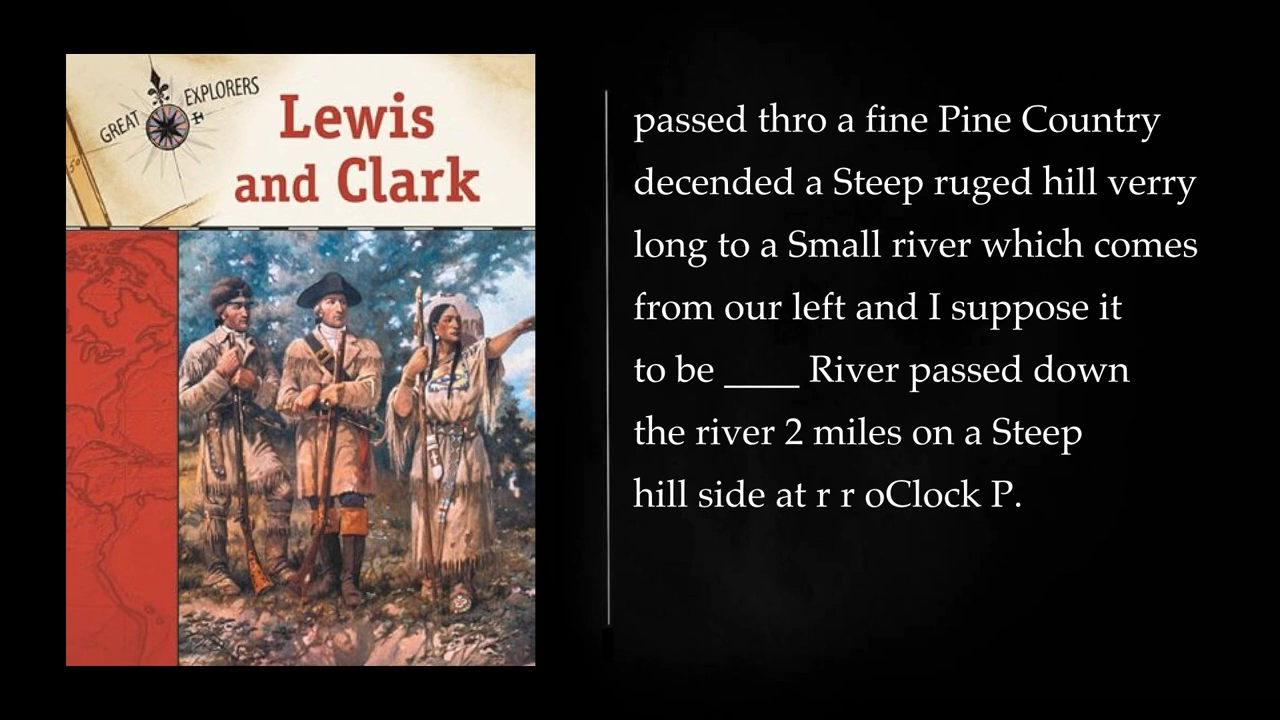 GREAT EXPLORERS
Lewis
and Clark
50
passed thro a fine Pine Country
decended a Steep ruged hill verry
long to a Small river which comes
from our left and I suppose it
to be ____ River passed down
the river 2 miles on a Steep
hill side at r r oClock P.